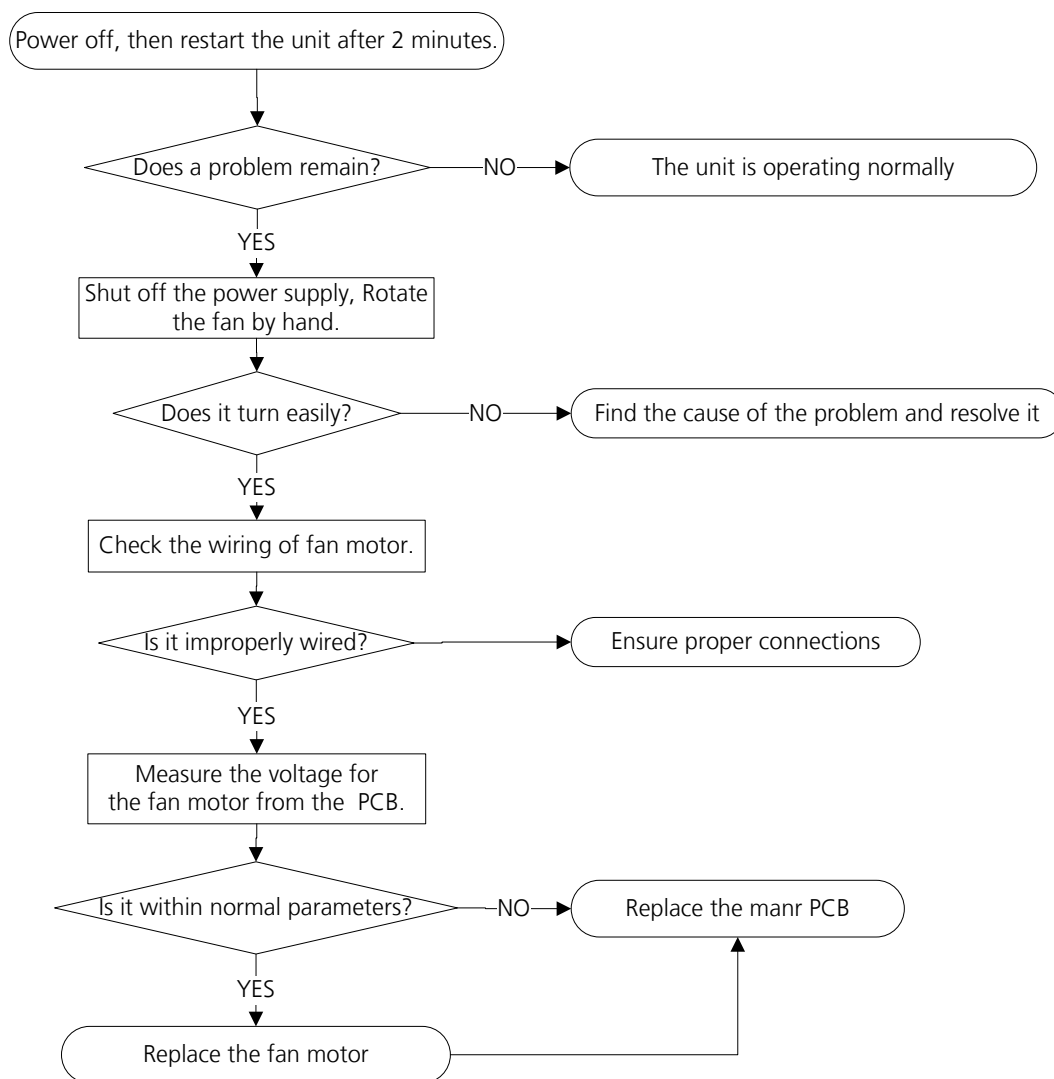 Power off, then restart the unit after 2 minutes.
Does a problem remain?
NO
The unit is operating normally
YES
Shut off the power supply, Rotate
the fan by hand.
Does it turn easily?
NO
Find the cause of the problem and resolve it
YES
Check the wiring of fan motor.
Is it improperly wired?
Ensure proper connections
YES
Measure the voltage for
the fan motor from the PCB.
Is it within normal parameters?
NO
Replace the manr PCB
YES
Replace the fan motor